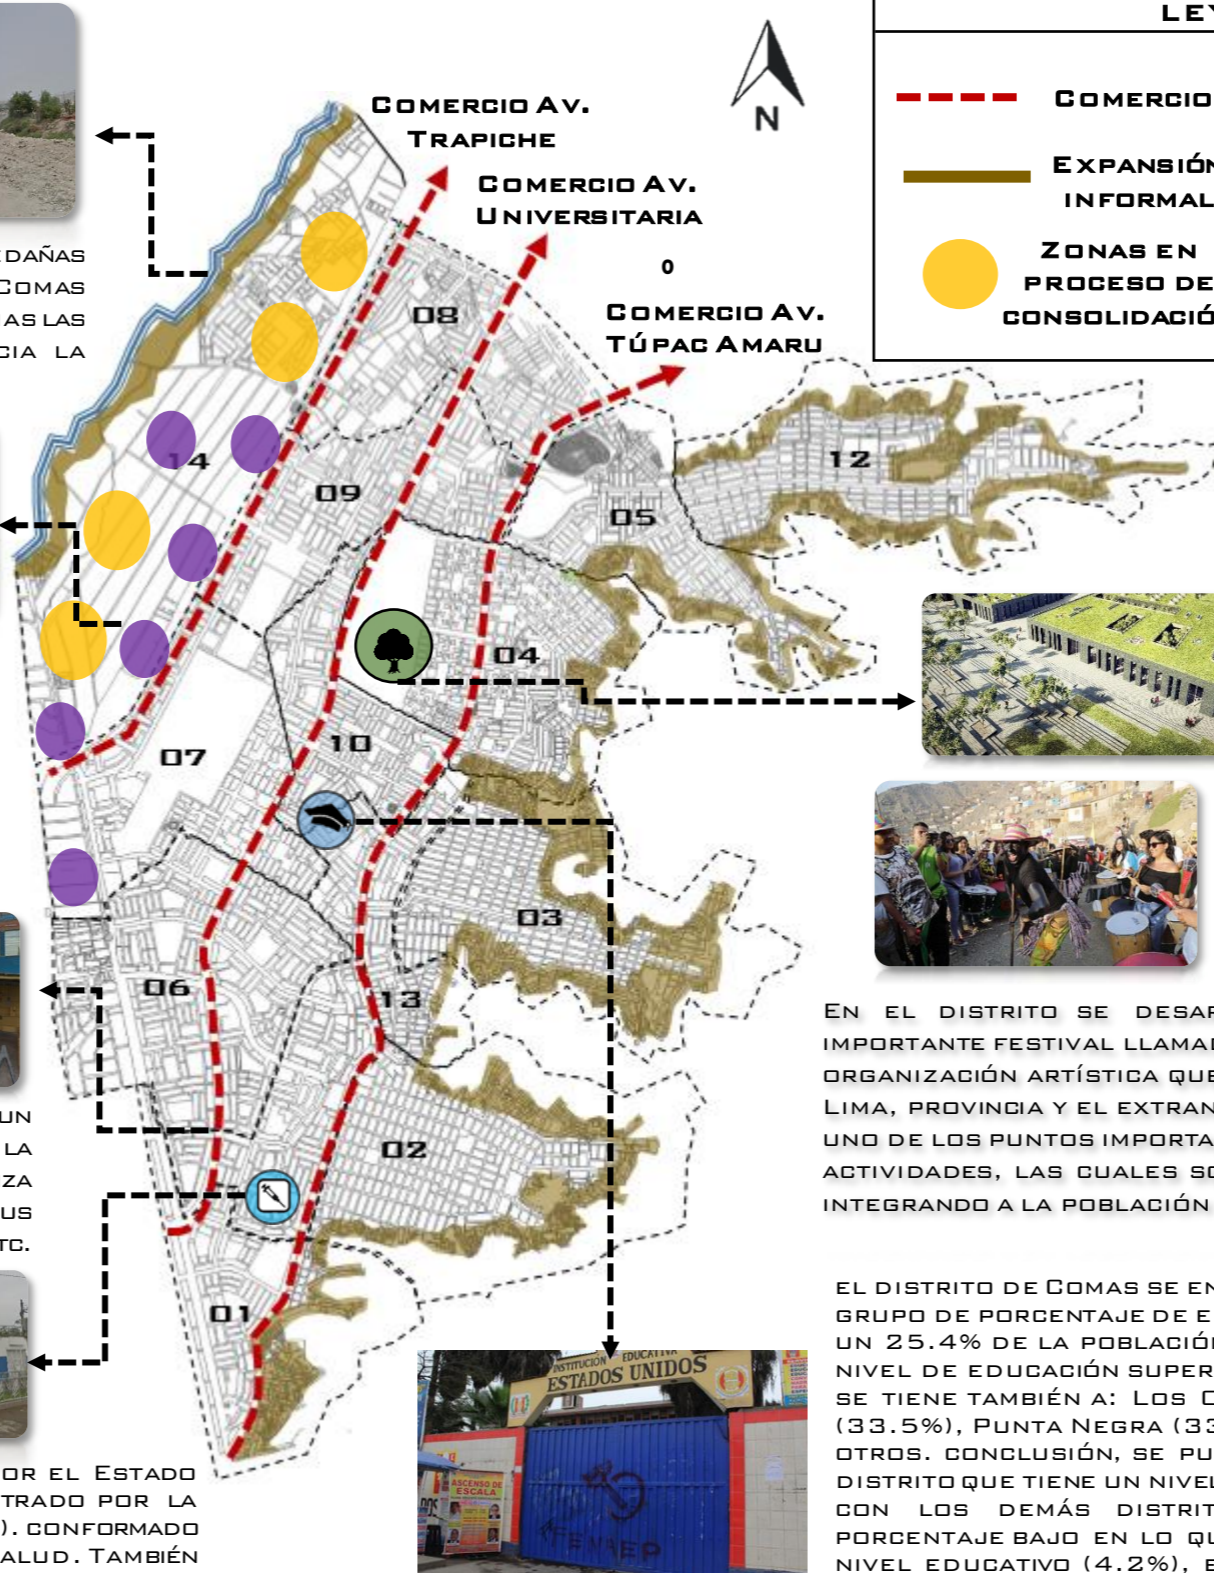 LEY
COMERCIO
EXPANSIÓN
INFORMAL
ZONAS EN
PROCESO DE
CONSOLIDACIÓ
N
COMERCIO AV.
TRAPICHE
COMERCIO AV.
UNIVERSITARIA
0
COMERCIO AV.
TÚPAC AMARU
EDAÑAS
COMAS
AS LAS
CIA LA
08
14
09
12
05
04
07
10
03
06
13
02
01
UN
LA
ZA
US
TC.
OR EL ESTADO
TRADO POR LA
). CONFORMADO
ALUD. TAMBIÉN
INSTITUCIÓN EDUCATIVA
ESTADOS UNIDOS
ASCENSO DE
ESCALA
EN EL DISTRITO SE DESAR
IMPORTANTE FESTIVAL LLAMAD
ORGANIZACIÓN ARTÍSTICA QUE
LIMA, PROVINCIA Y EL EXTRAN
UNO DE LOS PUNTOS IMPORTA
ACTIVIDADES, LAS CUALES SO
INTEGRANDO A LA POBLACIÓN
EL DISTRITO DE COMAS SE EN
GRUPO DE PORCENTAJE DE E
UN 25.4% DE LA POBLACIÓN
NIVEL DE EDUCACIÓN SUPER
SE TIENE TAMBIÉN A: LOS O
(33.5%), PUNTA NEGRA (33
OTROS. CONCLUSIÓN, SE PU
DISTRITO QUE TIENE UN NIVEL
CON LOS DEMÁS DISTRIT
PORCENTAJE BAJO EN LO QU
NIVEL EDUCATIVO (4.2%), E